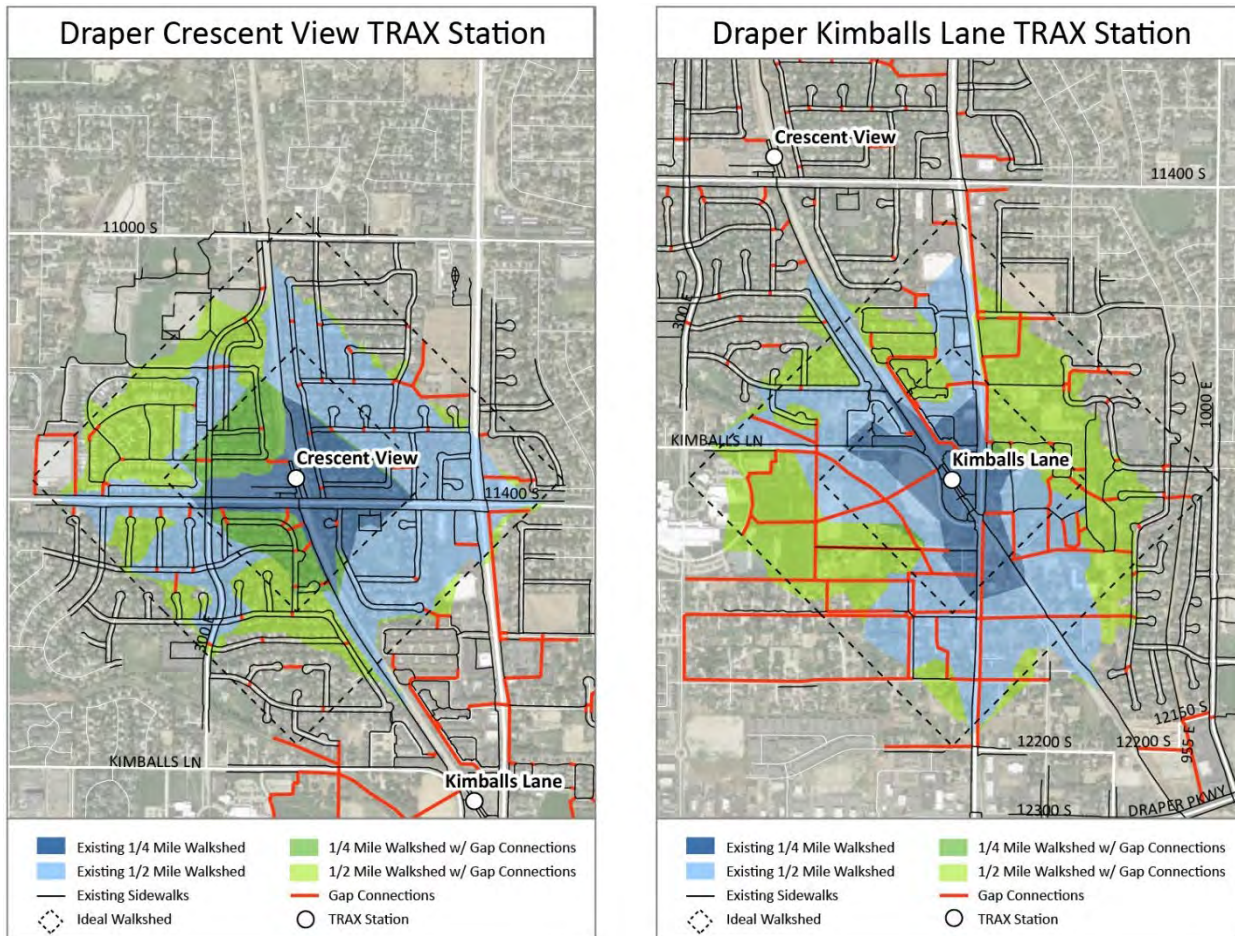 Draper Crescent View TRAX Station
11000 S
Crescent View
11400 S
300 E
KIMBALLS LN
Kimballs Lane
Existing 1/4 Mile Walkshed
1/4 Mile Walkshed w/ Gap Connections
Existing 1/2 Mile Walkshed
1/2 Mile Walkshed w/ Gap Connections
Existing Sidewalks
Gap Connections
Ideal Walkshed
TRAX Station
Draper Kimballs Lane TRAX Station
Crescent View
11400 S
300 E
1000 E
KIMBALLS LN
Kimballs Lane
12150 S
12200 S
12200 S
955 E
12300 S
DRAPER PKWY
Existing 1/4 Mile Walkshed
1/4 Mile Walkshed w/ Gap Connections
Existing 1/2 Mile Walkshed
1/2 Mile Walkshed w/ Gap Connections
Existing Sidewalks
Gap Connections
Ideal Walkshed
TRAX Station